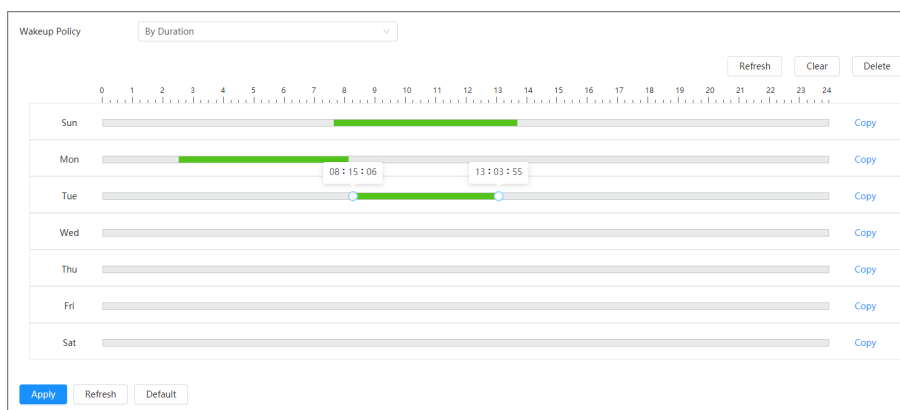 Wakeup Policy By Duration
Refresh Clear Delete
0 1 2 3 4 5 6 7 8 9 10 11 12 13 14 15 16 17 18 19 20 21 22 23 24
Sun Copy
Mon Copy
08 : 15 : 06 13 : 03 : 55
Tue Copy
Wed Copy
Thu Copy
Fri Copy
Sat Copy
Apply Refresh Default